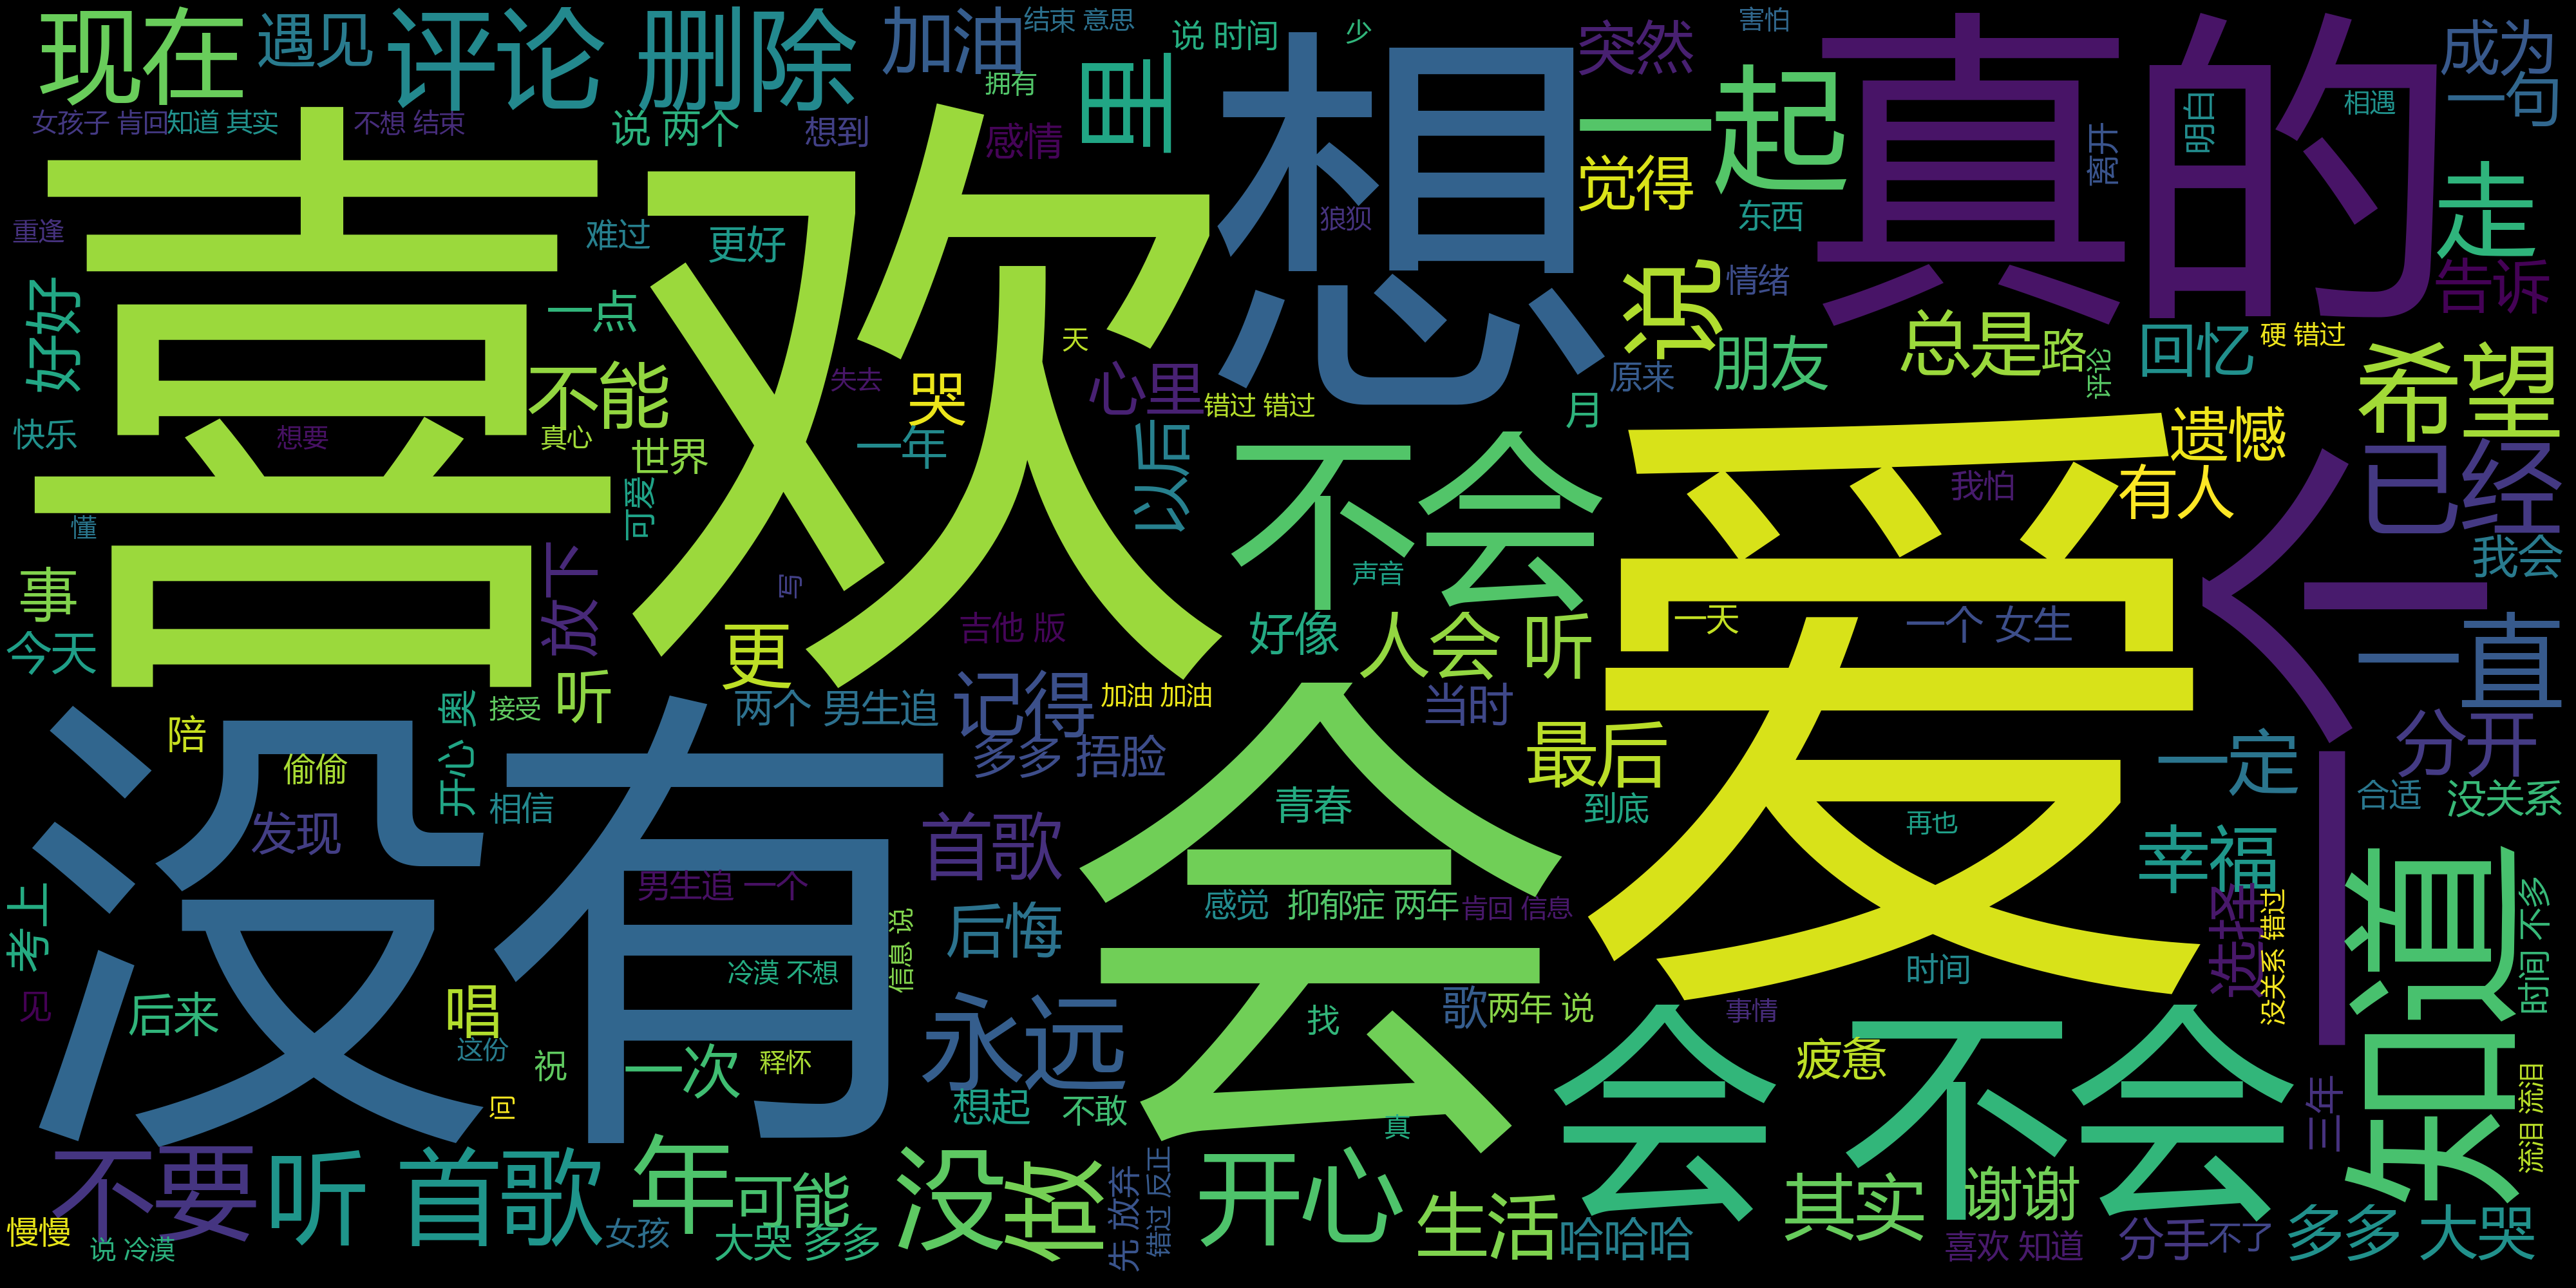 现在
遇见
评论 删除
加油
结束 意思
说 时间
少
突然
害怕
成为
一句
女孩子 肯回
知道 其实
不想 结束
说 两个
想到
拥有
感情
里
想
一起
真的
明白
相遇
离开
觉得
东西
走
告诉
喜欢
重逢
难过
更好
狼狈
说
情绪
好好
一点
天
朋友
总是
路
评论
回忆
硬 错过
希望
不能
失去
哭
心里
错过 错过
原来
月
快乐
想要
真心
世界
一年
以后
不会
爱
遗憾
有人
我怕
已经
可爱
懂
我会
事
放下
写
声音
今天
更
吉他 版
好像
人会 听
一天
一个 女生
一直
个
听
两个 男生追
记得
加油 加油
当时
没有
陪
开心 奥
接受
多多 捂脸
最后
一定
分开
偷偷
相信
会
青春
到底
合适
没关系
发现
首歌
再也
幸福
知道
男生追 一个
感觉
抑郁症 两年
肯回 信息
选择
没关系 错过
时间 不多
考上
后悔
信息 说
冷漠 不想
时间
见
后来
唱
永远
歌
两年 说
事情
找
这份
祝
一次
释怀
会不会
疲惫
问
想起
不敢
真
三年
流泪 流泪
不要
听 首歌
年
可能
没
做
先 放弃
错过 反正
开心
生活
其实
谢谢
慢慢
说 冷漠
女孩
大哭 多多
哈哈哈
喜欢 知道
分手
不了
多多 大哭